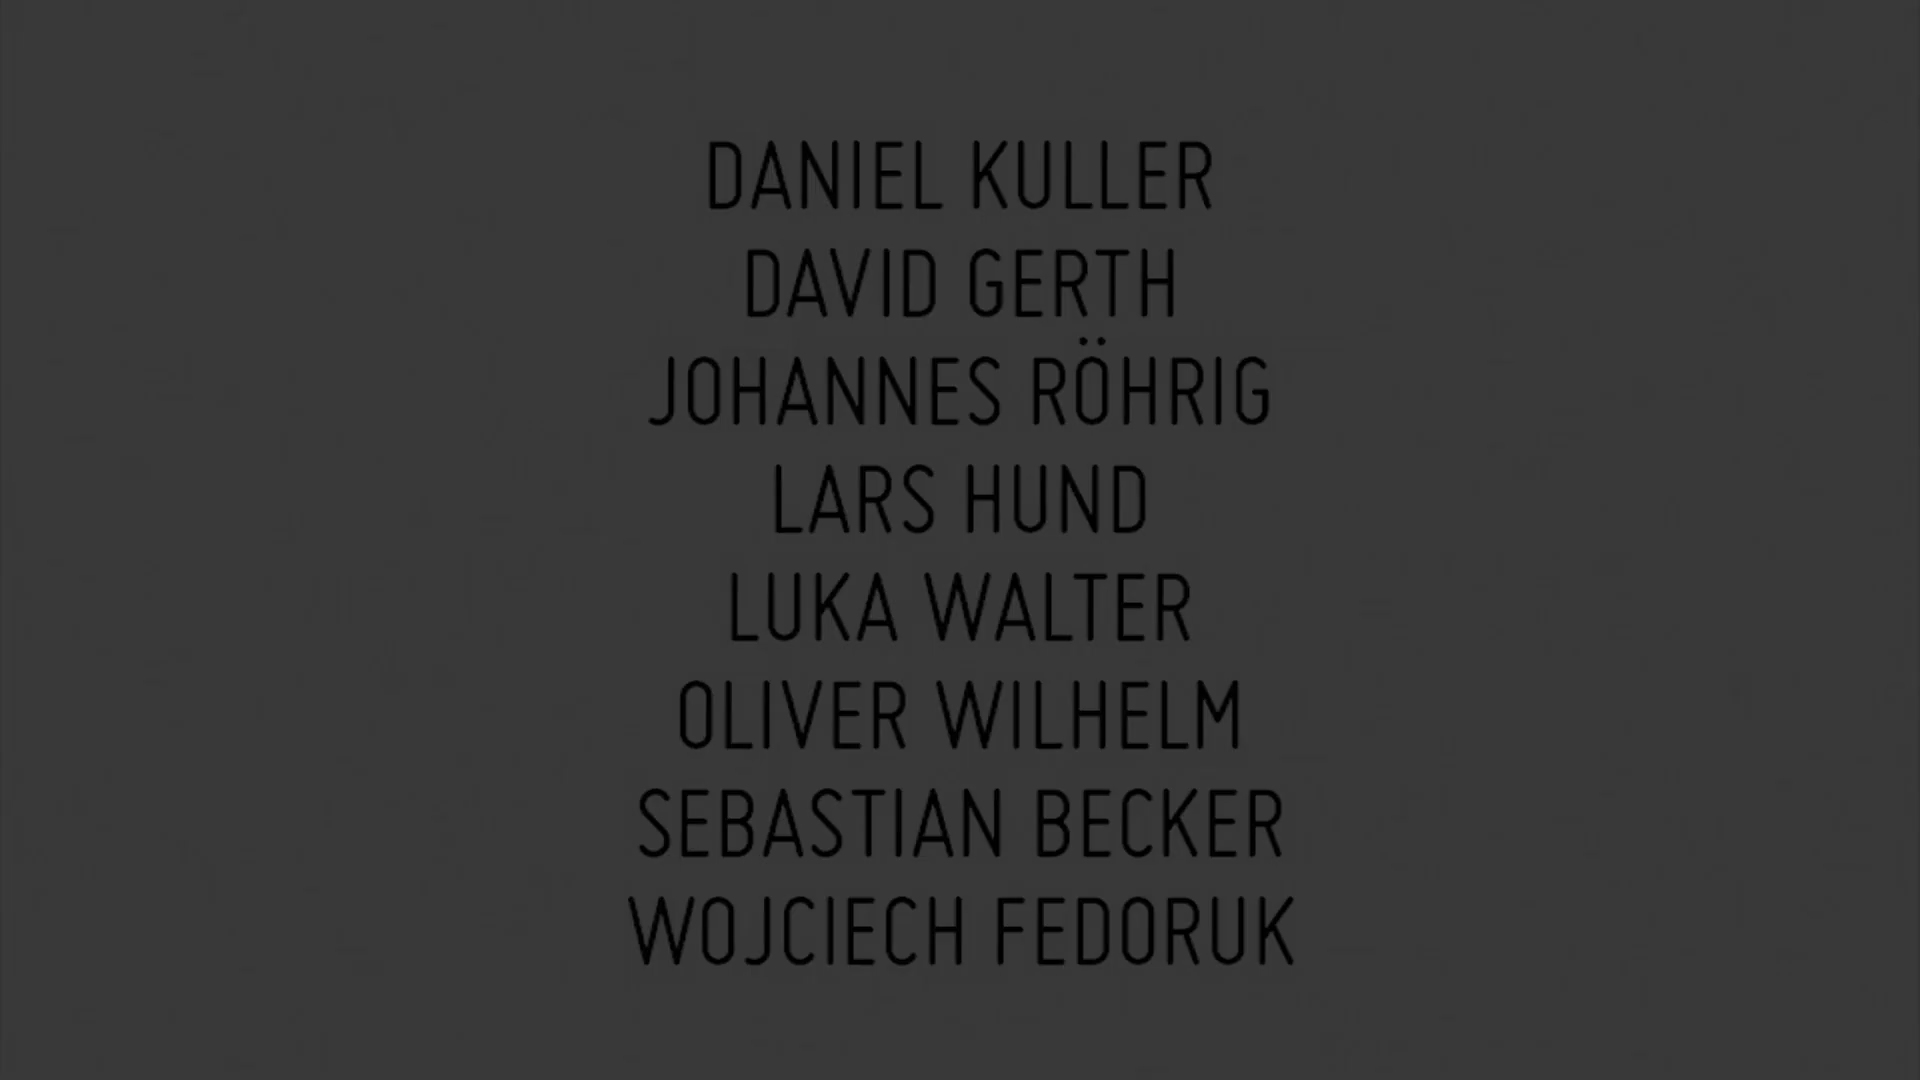 DANIEL KULLER
DAVID GERTH
JOHANNES RÖHRIG
LARS HUND
LUKA WALTER
OLIVER WILHELM
SEBASTIAN BECKER
WOJCIECH FEDORUK